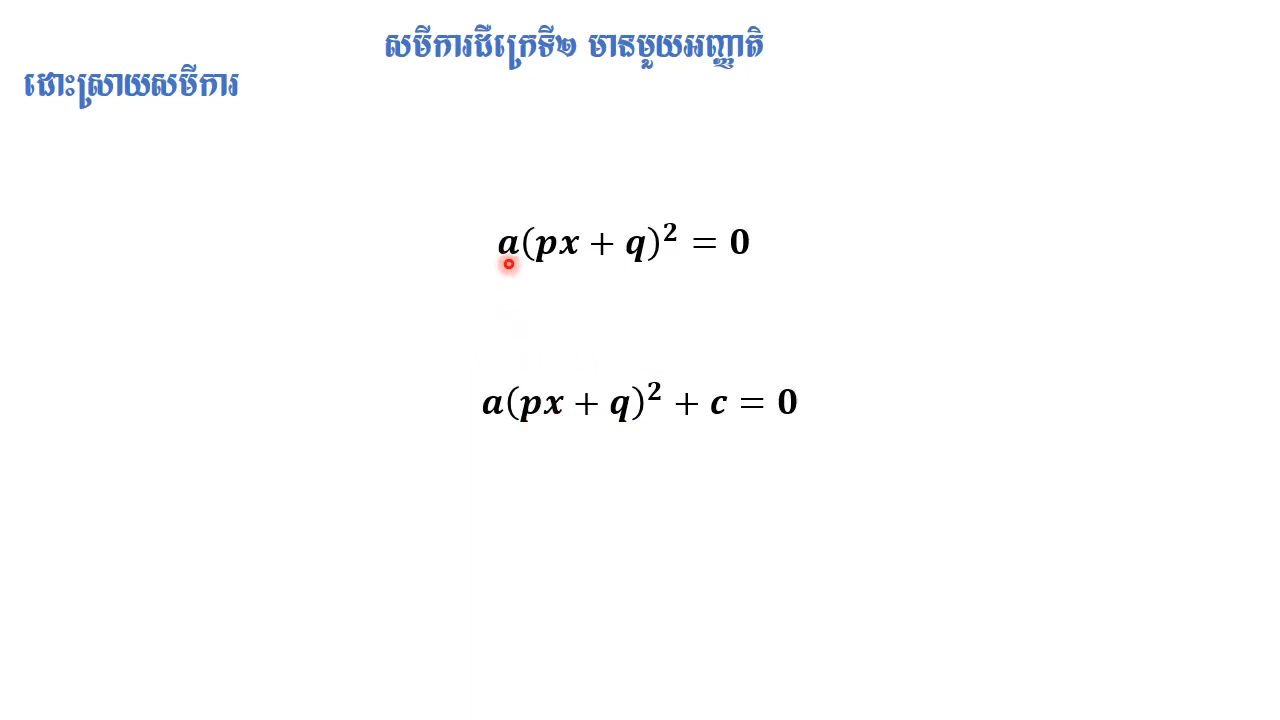 សមីការដឺក្រេទី២ មានមួយអញ្ញាតិ
ដោះស្រាយសមីការ
a(px + q)² = 0
a(px + q)² + c = 0